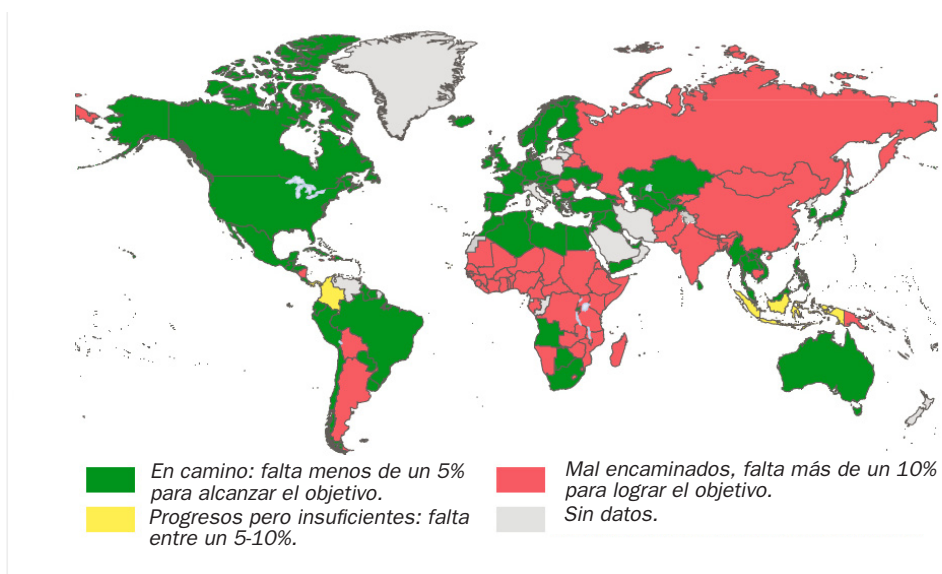 En camino: falta menos de un 5%
para alcanzar el objetivo.
Progresos pero insuficientes: falta
entre un 5-10%.
Mal encaminados, falta más de un 10%
para lograr el objetivo.
Sin datos.